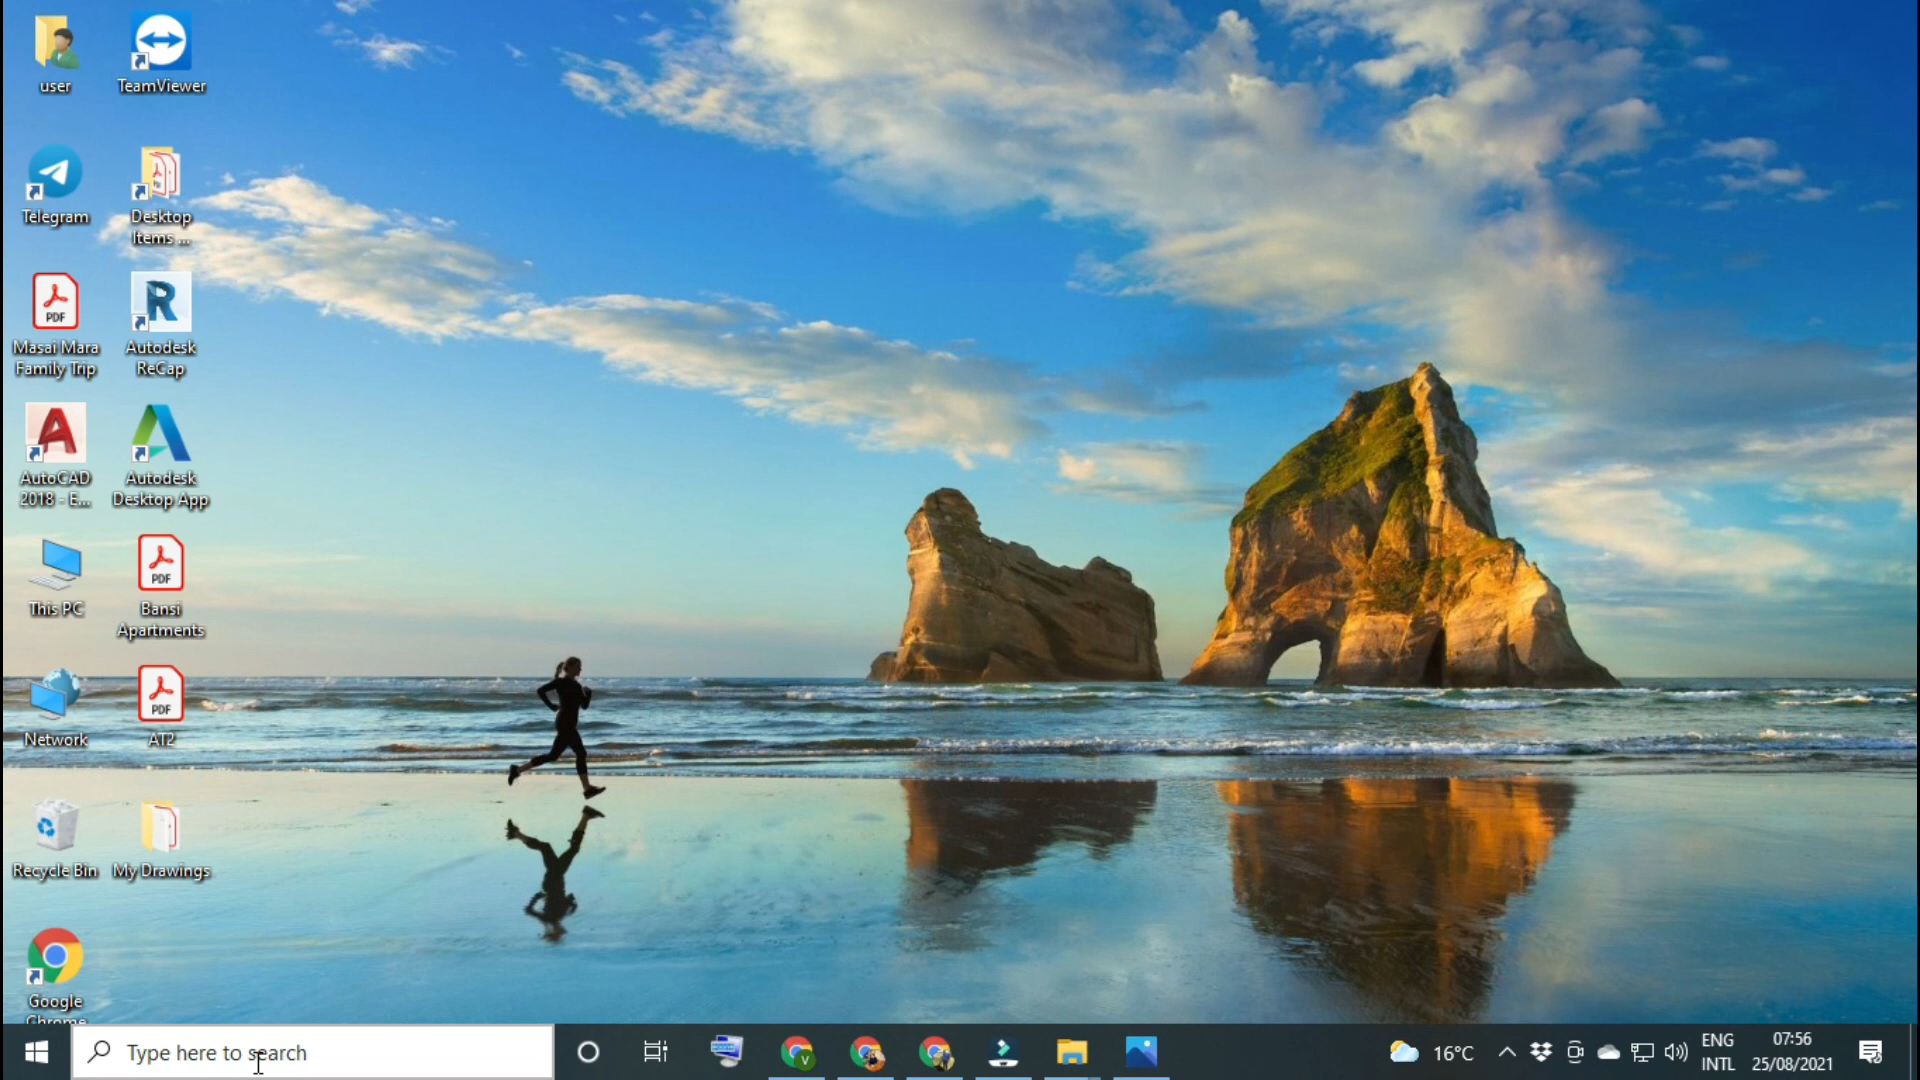 user
TeamViewer
Telegram
Desktop
Items ...
PDF
Masai Mara
Family Trip
R
Autodesk
ReCap
A
AutoCAD
2018 - E...
Autodesk
Desktop App
This PC
PDF
Bansi
Apartments
Network
PDF
AT2
Recycle Bin
My Drawings
Google
Chrome
Type here to search
V
16°C
ENG
INTL
07:56
25/08/2021